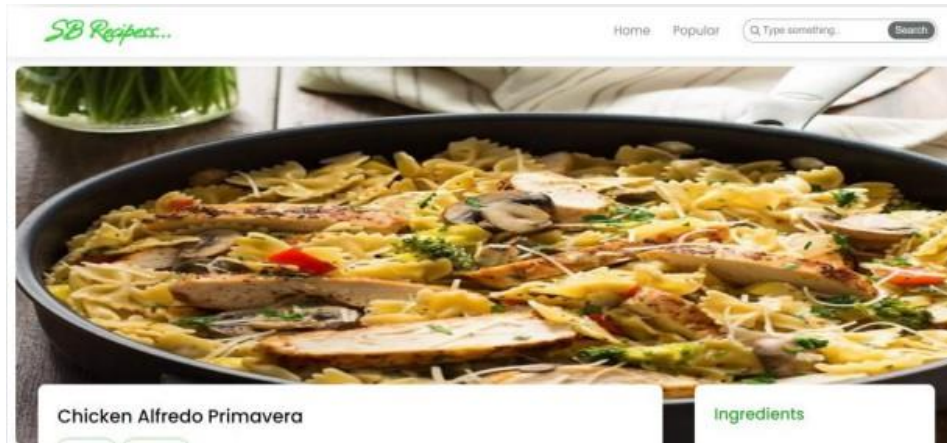 SB Recipess...
Home Popular Type something.. Search
Chicken Alfredo Primavera
Ingredients